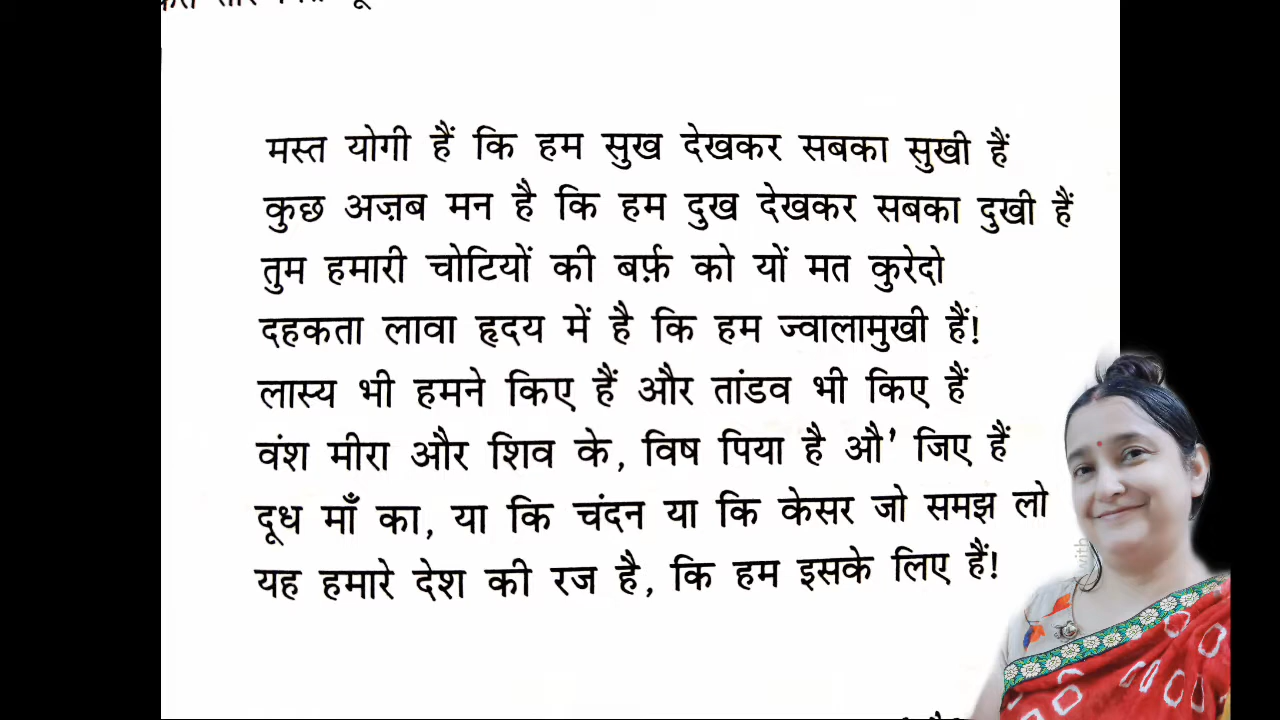 मस्त योगी हैं कि हम सुख देखकर सबका सुखी हैं
कुछ अज़ब मन है कि हम दुख देखकर सबका दुखी हैं
तुम हमारी चोटियों की बर्फ़ को यों मत कुरेदो
दहकता लावा हृदय में है कि हम ज्वालामुखी हैं!
लास्य भी हमने किए हैं और तांडव भी किए हैं
वंश मीरा और शिव के, विष पिया है औ' जिए हैं
दूध माँ का, या कि चंदन या कि केसर जो समझ लो
यह हमारे देश की रज है, कि हम इसके लिए हैं!
with